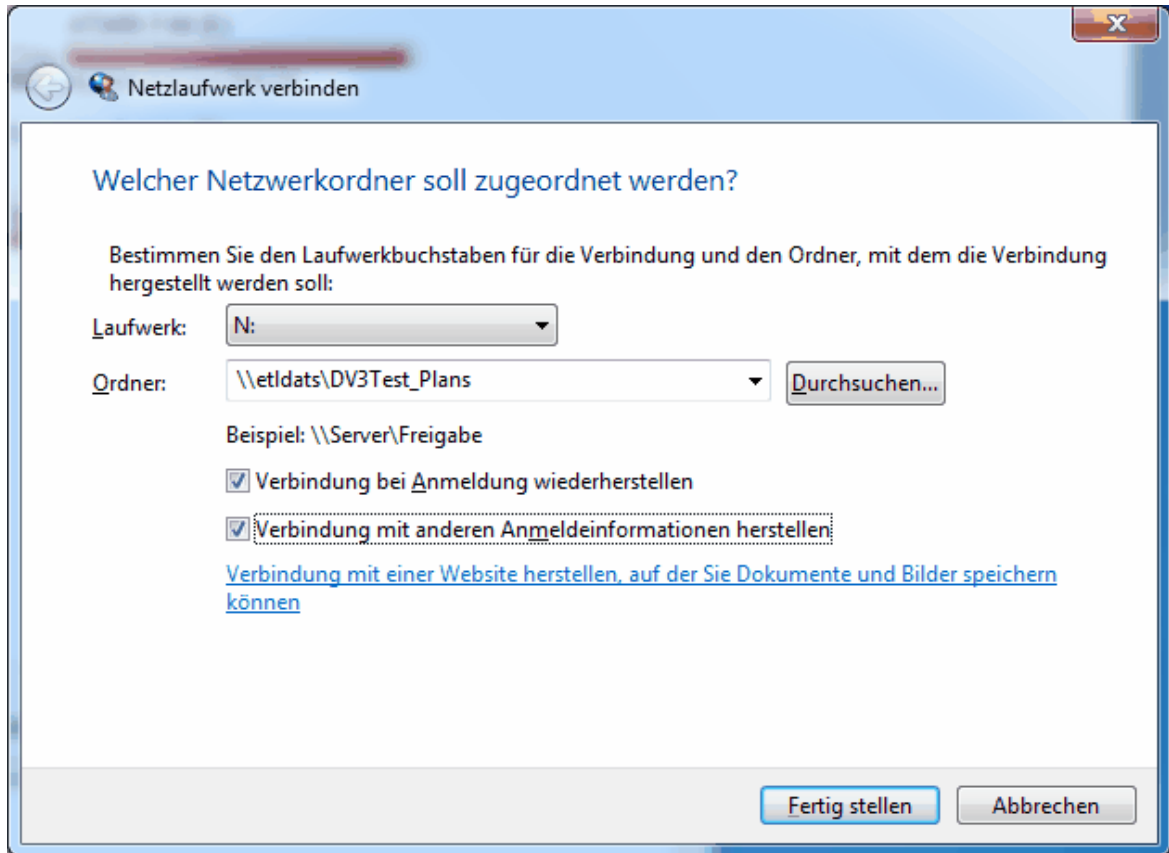 Netzlaufwerk verbinden
Welcher Netzwerkordner soll zugeordnet werden?
Bestimmen Sie den Laufwerkbuchstaben für die Verbindung und den Ordner, mit dem die Verbindung
hergestellt werden soll:
Laufwerk: N:
Ordner: \\etldats\DV3Test_Plans Durchsuchen...
Beispiel: \\Server\Freigabe
Verbindung bei Anmeldung wiederherstellen
Verbindung mit anderen Anmeldeinformationen herstellen
Verbindung mit einer Website herstellen, auf der Sie Dokumente und Bilder speichern
können
Fertig stellen Abbrechen